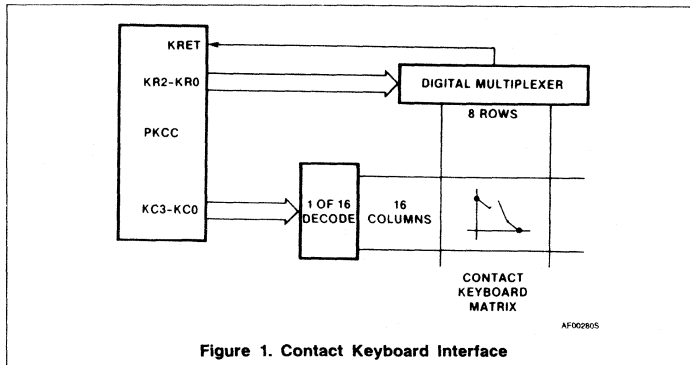 KRET
KR2-KR0
DIGITAL MULTIPLEXER
8 ROWS
PKCC
KC3-KC0
1 OF 16
DECODE
16
COLUMNS
CONTACT
KEYBOARD
MATRIX
AF00280S
Figure 1. Contact Keyboard Interface